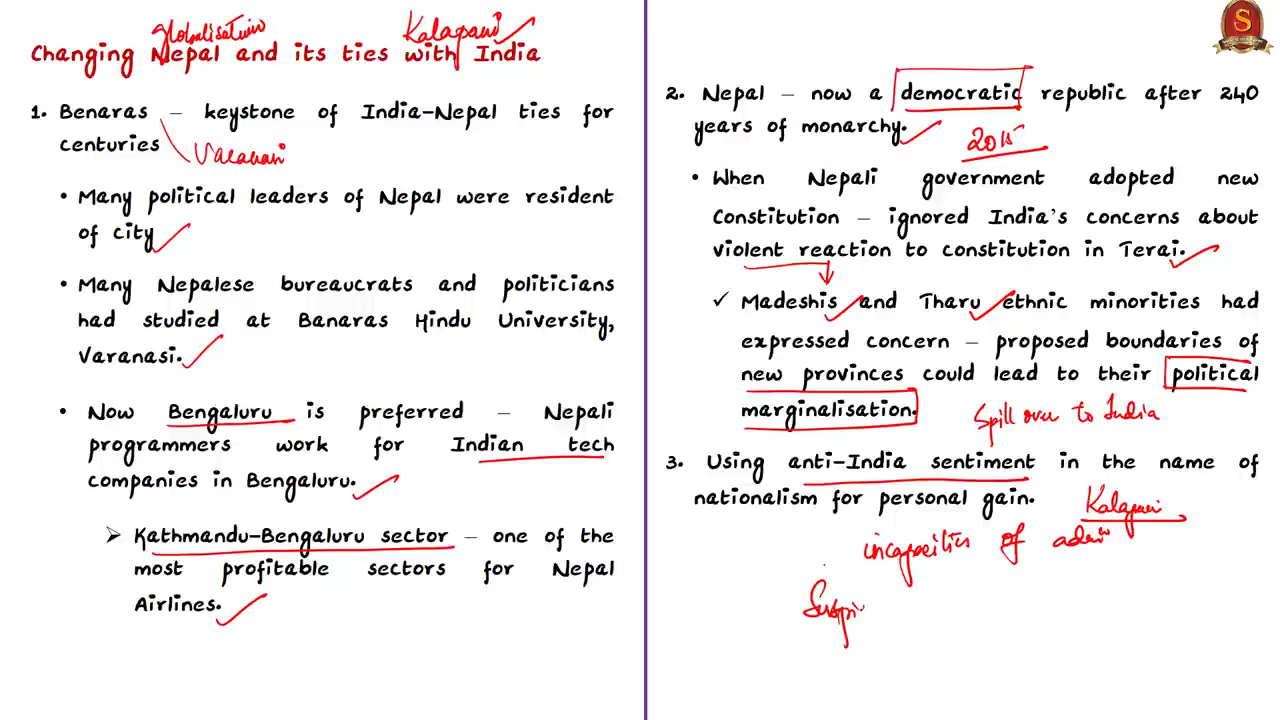 globalisation
Kalapani
Changing Nepal and its ties with India
1. Benaras – keystone of India-Nepal ties for
centuries
Varanasi
• Many political leaders of Nepal were resident
of city
• Many Nepalese bureaucrats and politicians
had studied at Banaras Hindu University,
Varanasi.
• Now Bengaluru is preferred – Nepali
programmers work for Indian tech
companies in Bengaluru.
➤ Kathmandu-Bengaluru sector – one of the
most profitable sectors for Nepal
Airlines.
S
2. Nepal – now a democratic republic after 240
years of monarchy.
2015
• When Nepali government adopted new
Constitution – ignored India's concerns about
violent reaction to constitution in Terai.
✓ Madeshis and Tharu ethnic minorities had
expressed concern – proposed boundaries of
new provinces could lead to their political
marginalisation.
Spill over to India
3. Using anti-India sentiment in the name of
nationalism for personal gain.
Kalapani
incapacities of